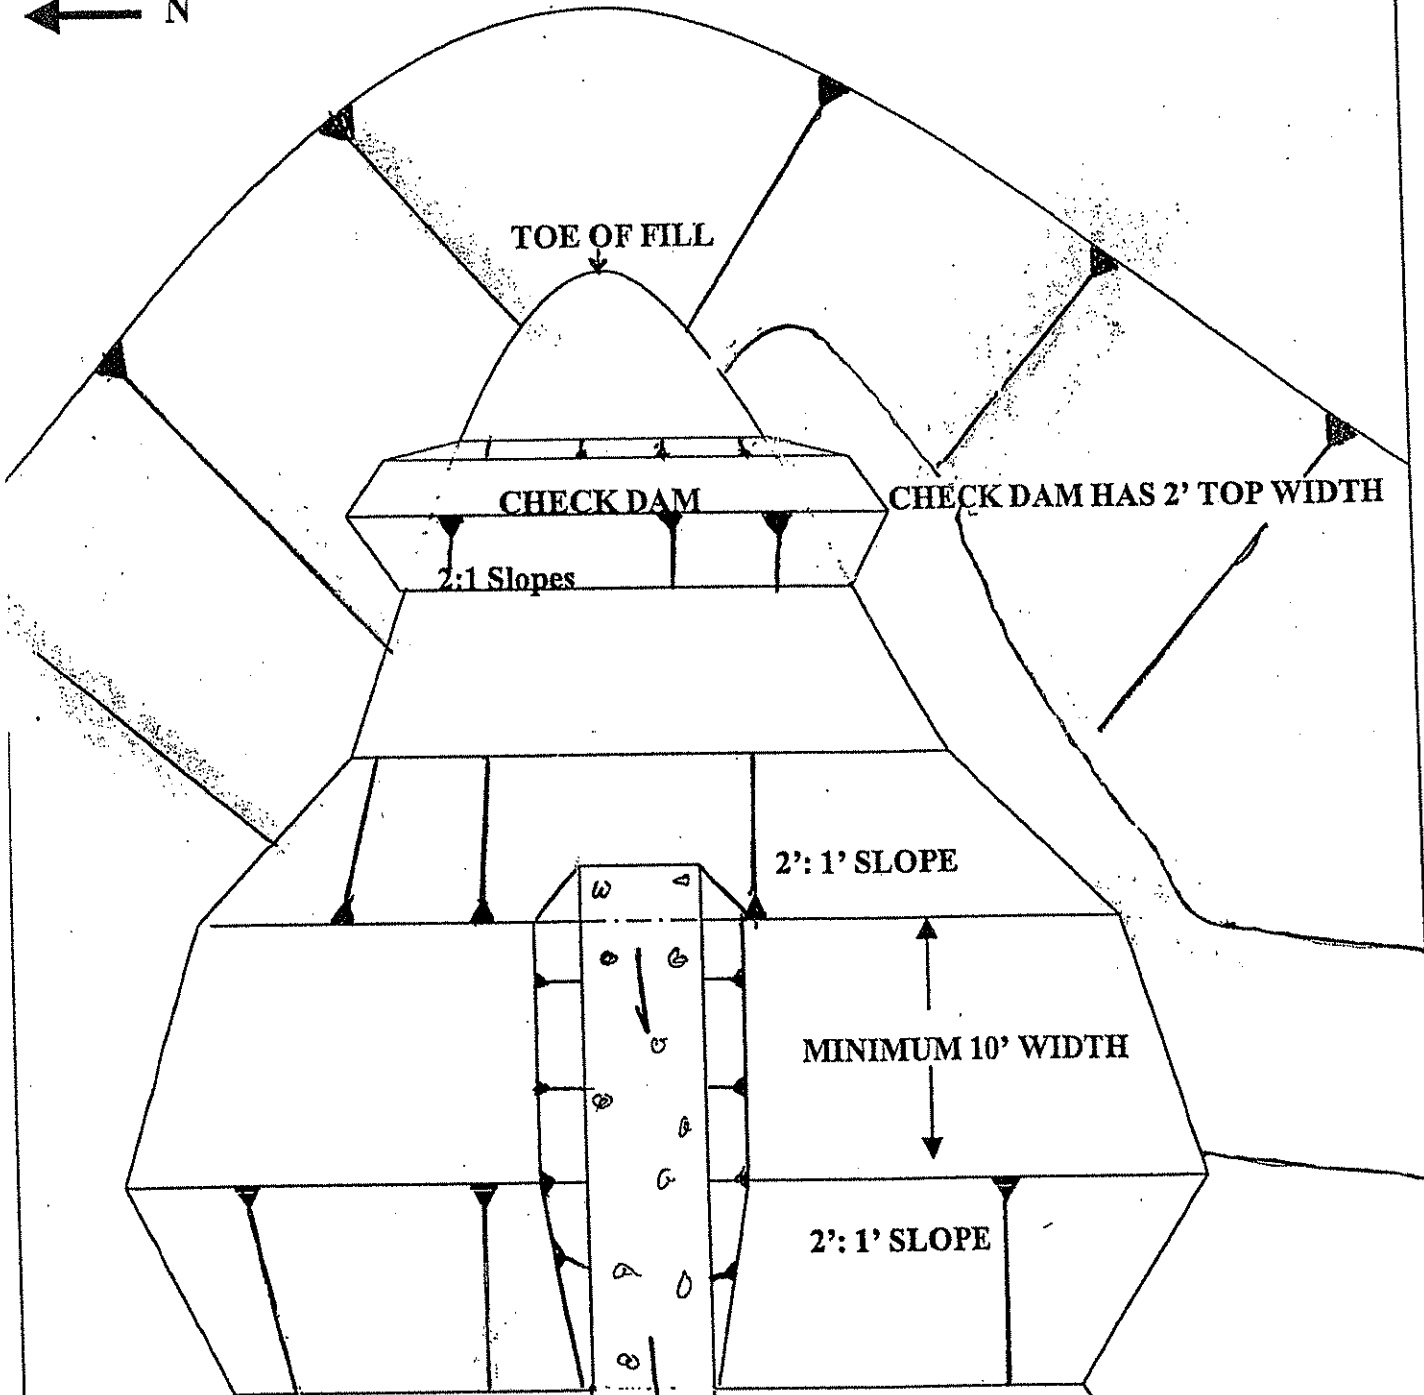 N
TOE OF FILL
CHECK DAM
CHECK DAM HAS 2' TOP WIDTH
2:1 Slopes
2': 1' SLOPE
MINIMUM 10' WIDTH
2': 1' SLOPE